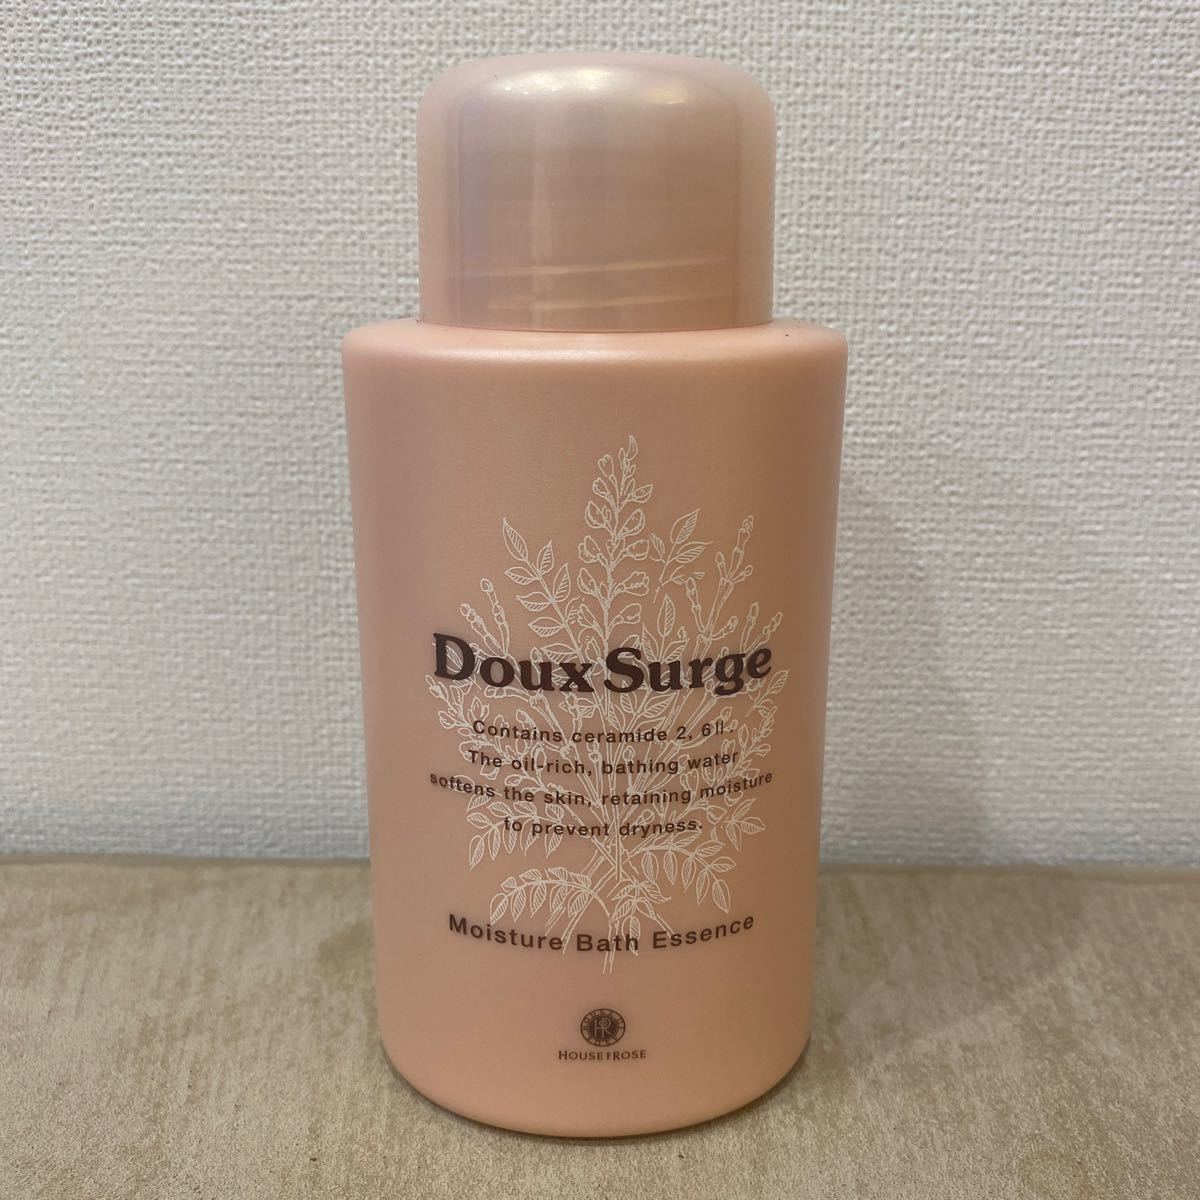 Doux Surge
Contains ceramide 2, 6II.
The oil-rich, bathing water
softens the skin, retaining moisture
to prevent dryness.
Moisture Bath Essence
HR
HOUSE OF ROSE